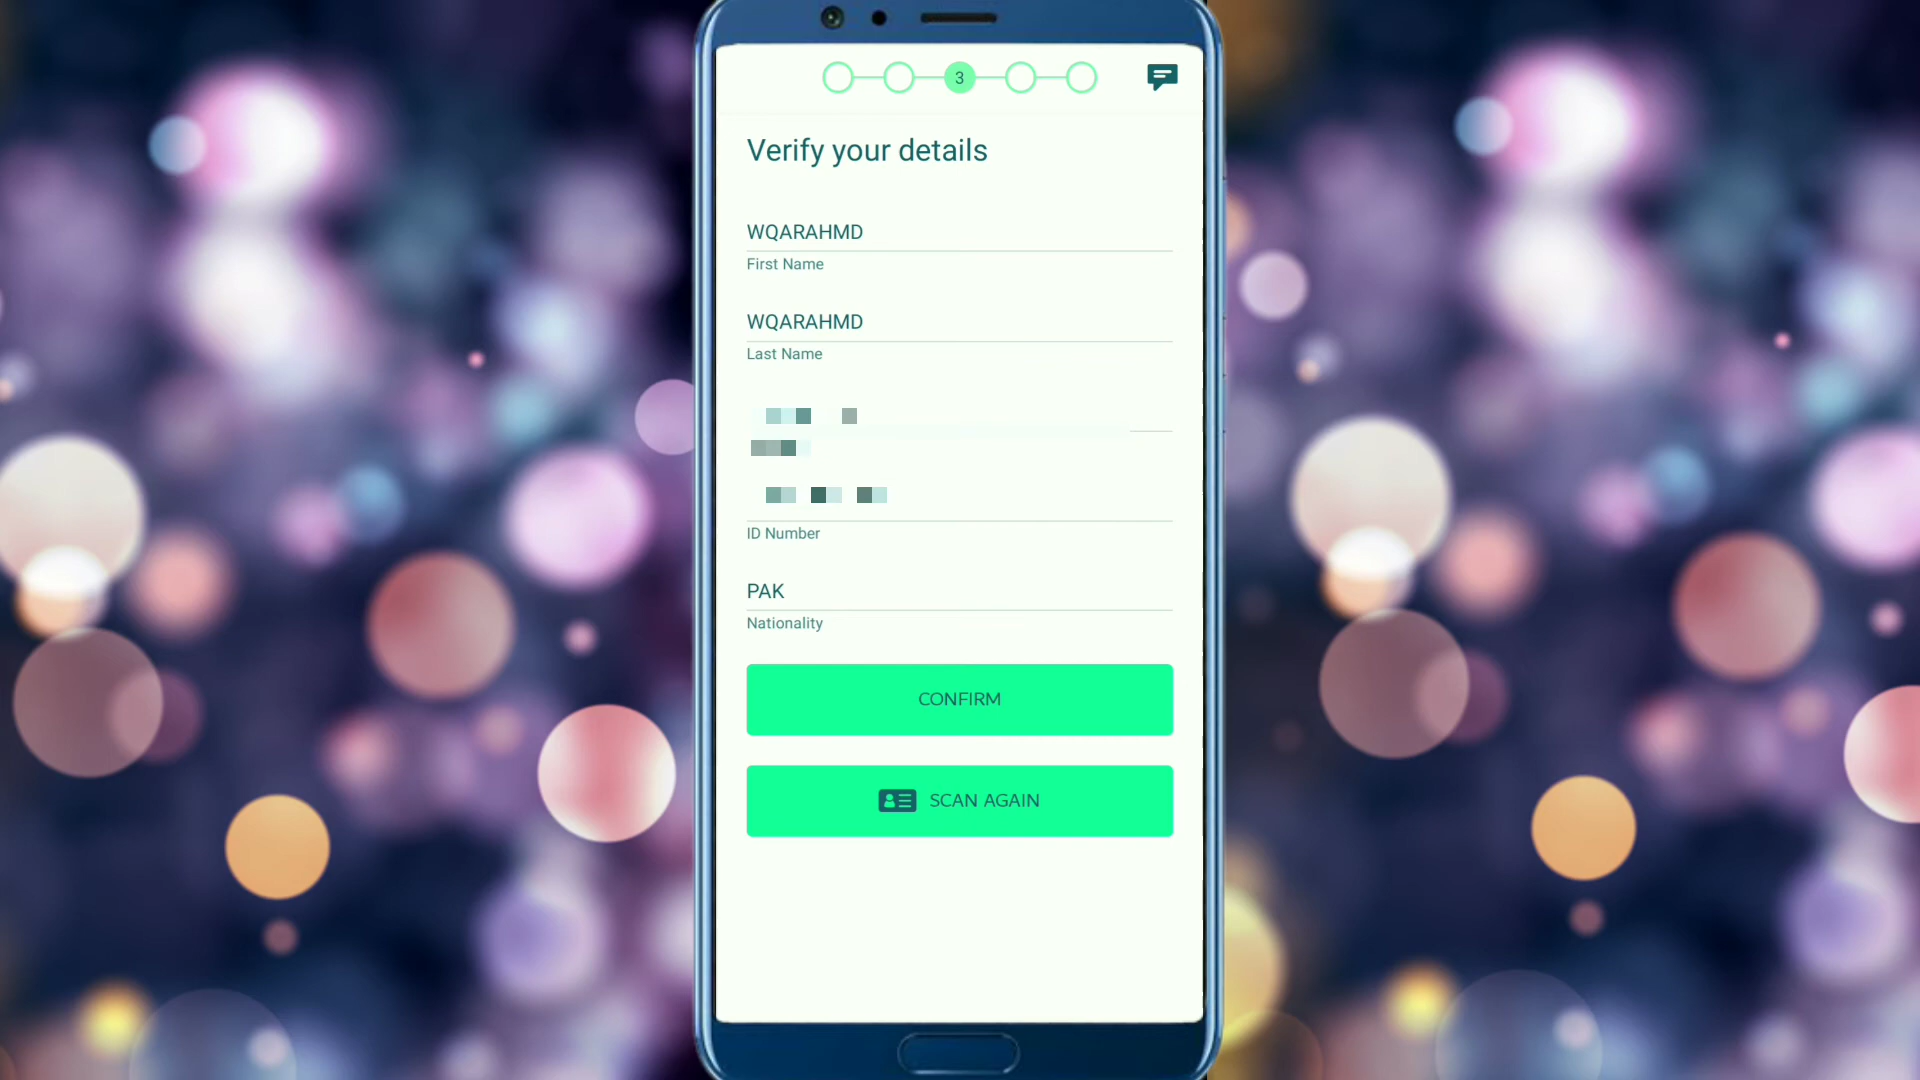 3
Verify your details
WQARAHMD
First Name
WQARAHMD
Last Name
ID Number
PAK
Nationality
CONFIRM
SCAN AGAIN